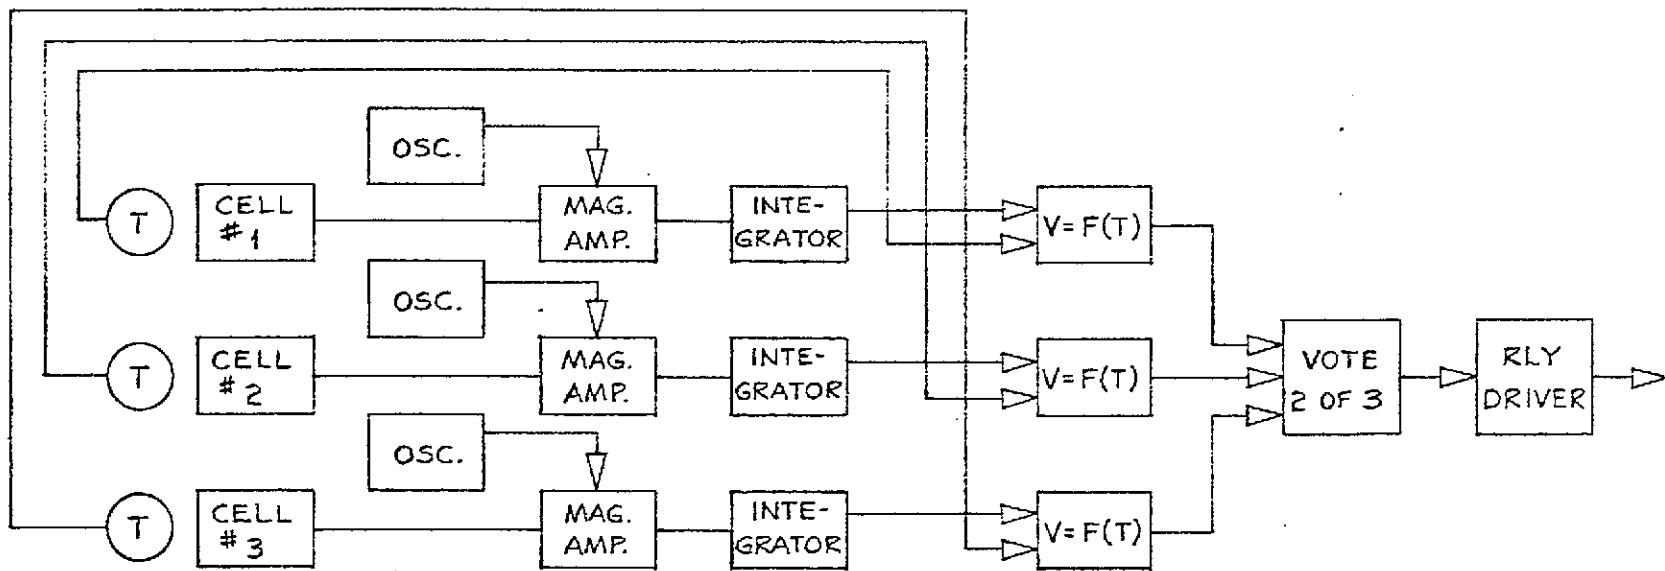 OSC.
T
CELL
#1
MAG.
AMP.
INTE-
GRATOR
V=F(T)
OSC.
T
CELL
#2
MAG.
AMP.
INTE-
GRATOR
V=F(T)
VOTE
2 OF 3
RLY
DRIVER
OSC.
T
CELL
#3
MAG.
AMP.
INTE-
GRATOR
V=F(T)